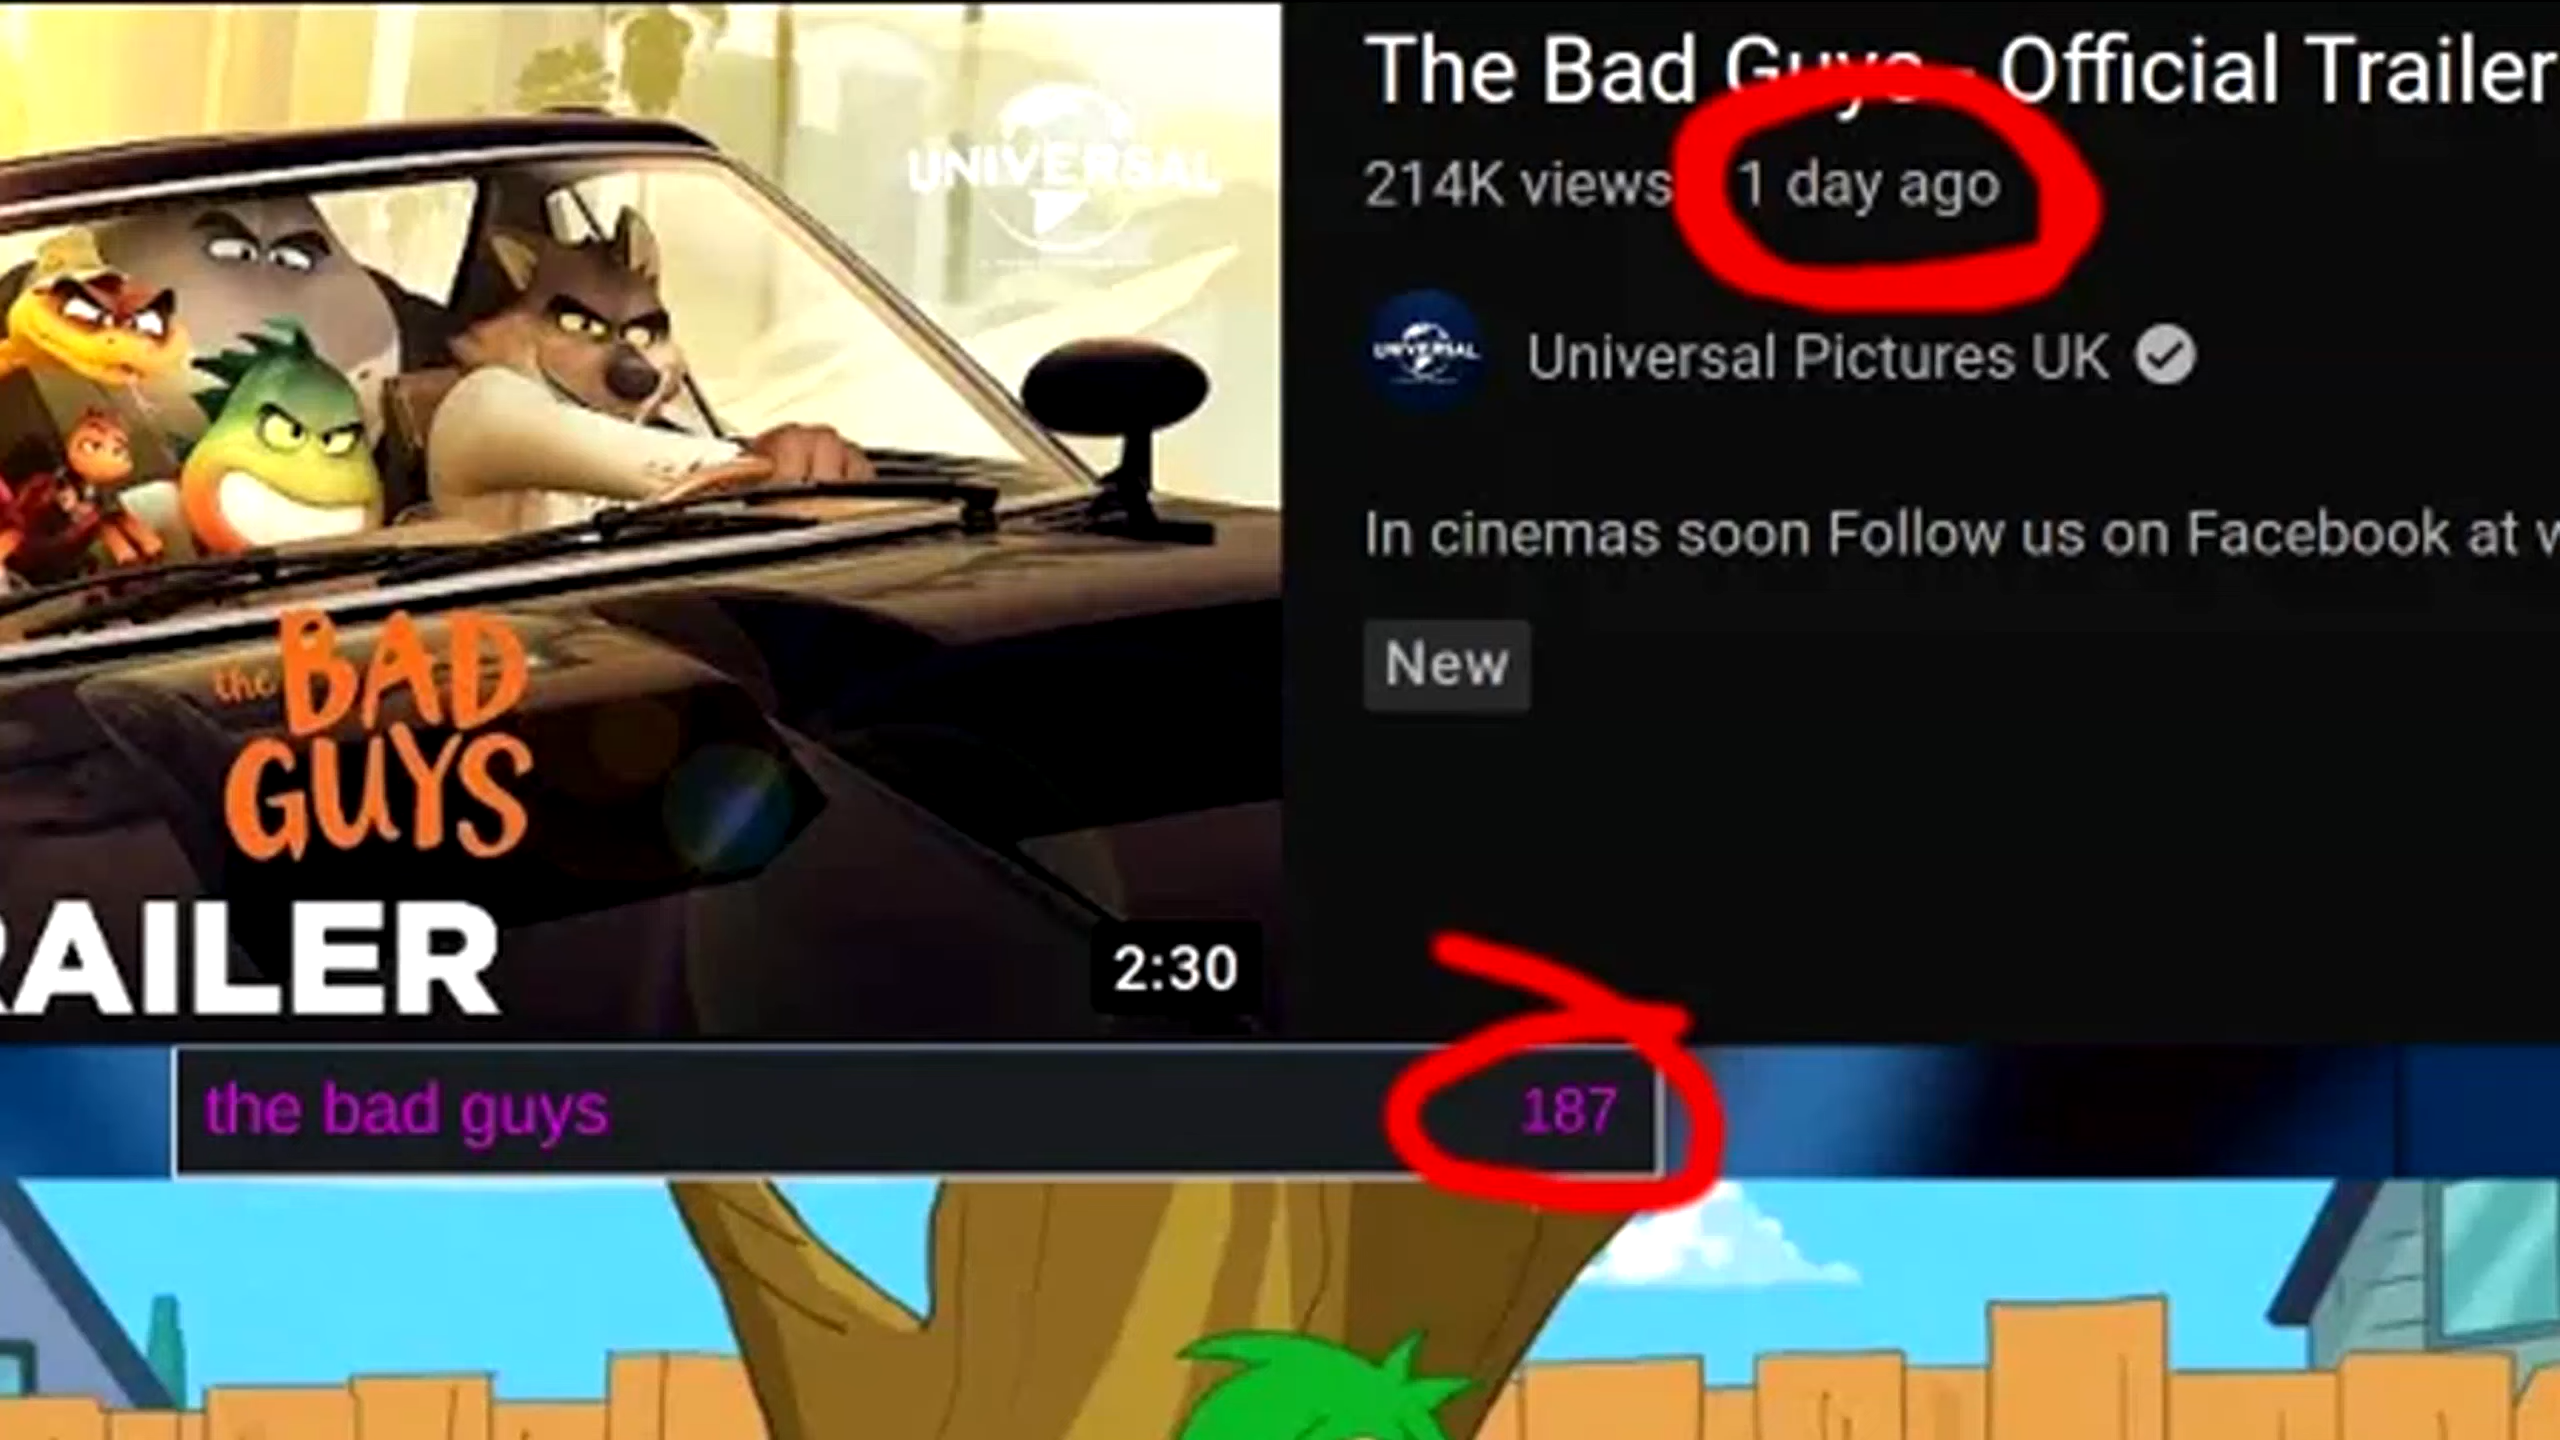 UNIVERSAL
the BAD
GUYS
RAILER
2:30
The Bad Guys - Official Trailer
214K views 1 day ago
UNIVERSAL
Universal Pictures UK
In cinemas soon Follow us on Facebook at w
New
the bad guys 187